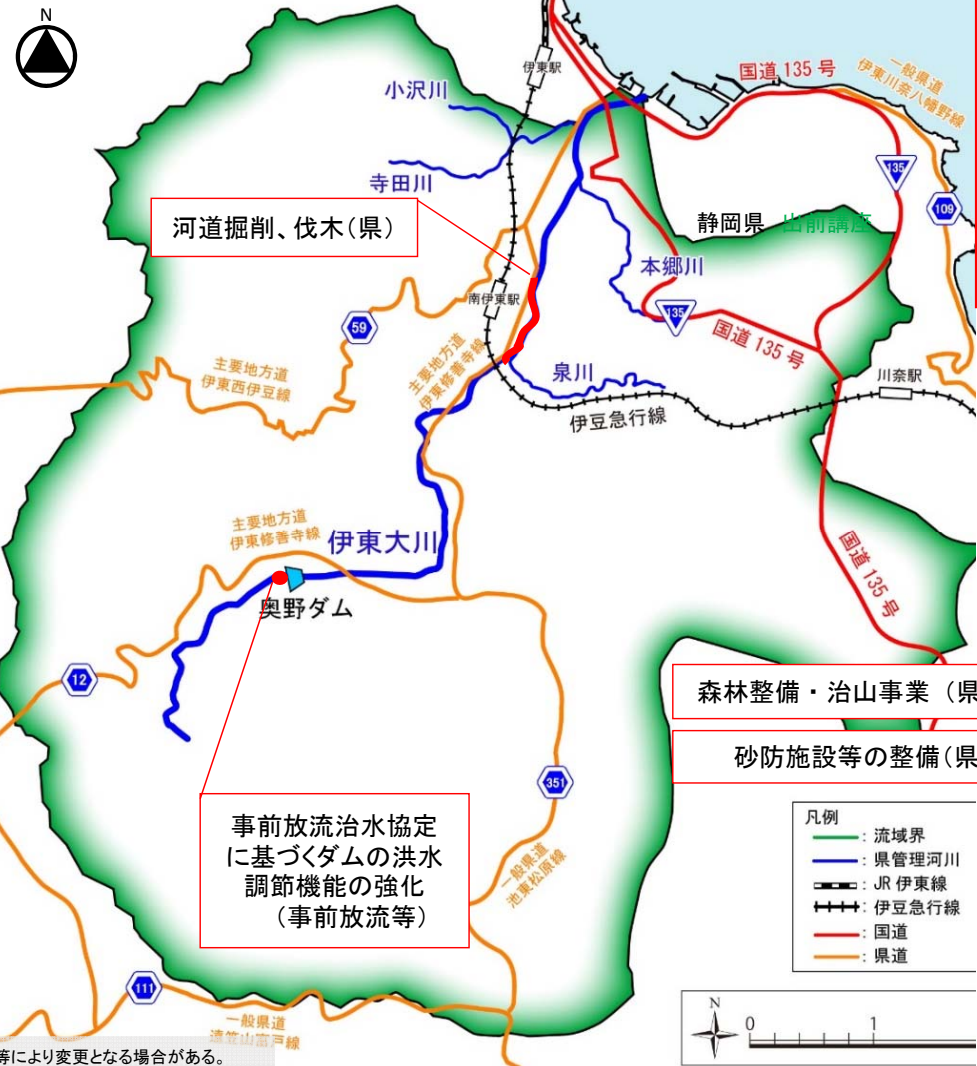 N
伊東駅
国道 135 号
一般県道
伊東川奈八幡野線
小沢川
寺田川
135
109
河道掘削、伐木（県）
静岡県 出前講座
本郷川
南伊東駅
135
59
国道 135 号
主要地方道
伊東西伊豆線
主要地方道
伊東修善寺線
泉川
川奈駅
伊豆急行線
主要地方道
伊東修善寺線
伊東大川
国道 135 号
奥野ダム
12
森林整備・治山事業（県
砂防施設等の整備（県
351
事前放流治水協定
に基づくダムの洪水
調節機能の強化
（事前放流等）
一般県道
池東松原線
凡例
：流域界
：県管理河川
：JR 伊東線
：伊豆急行線
：国道
：県道
111
一般県道
遠笠山富戸線
N
0 1
等により変更となる場合がある。